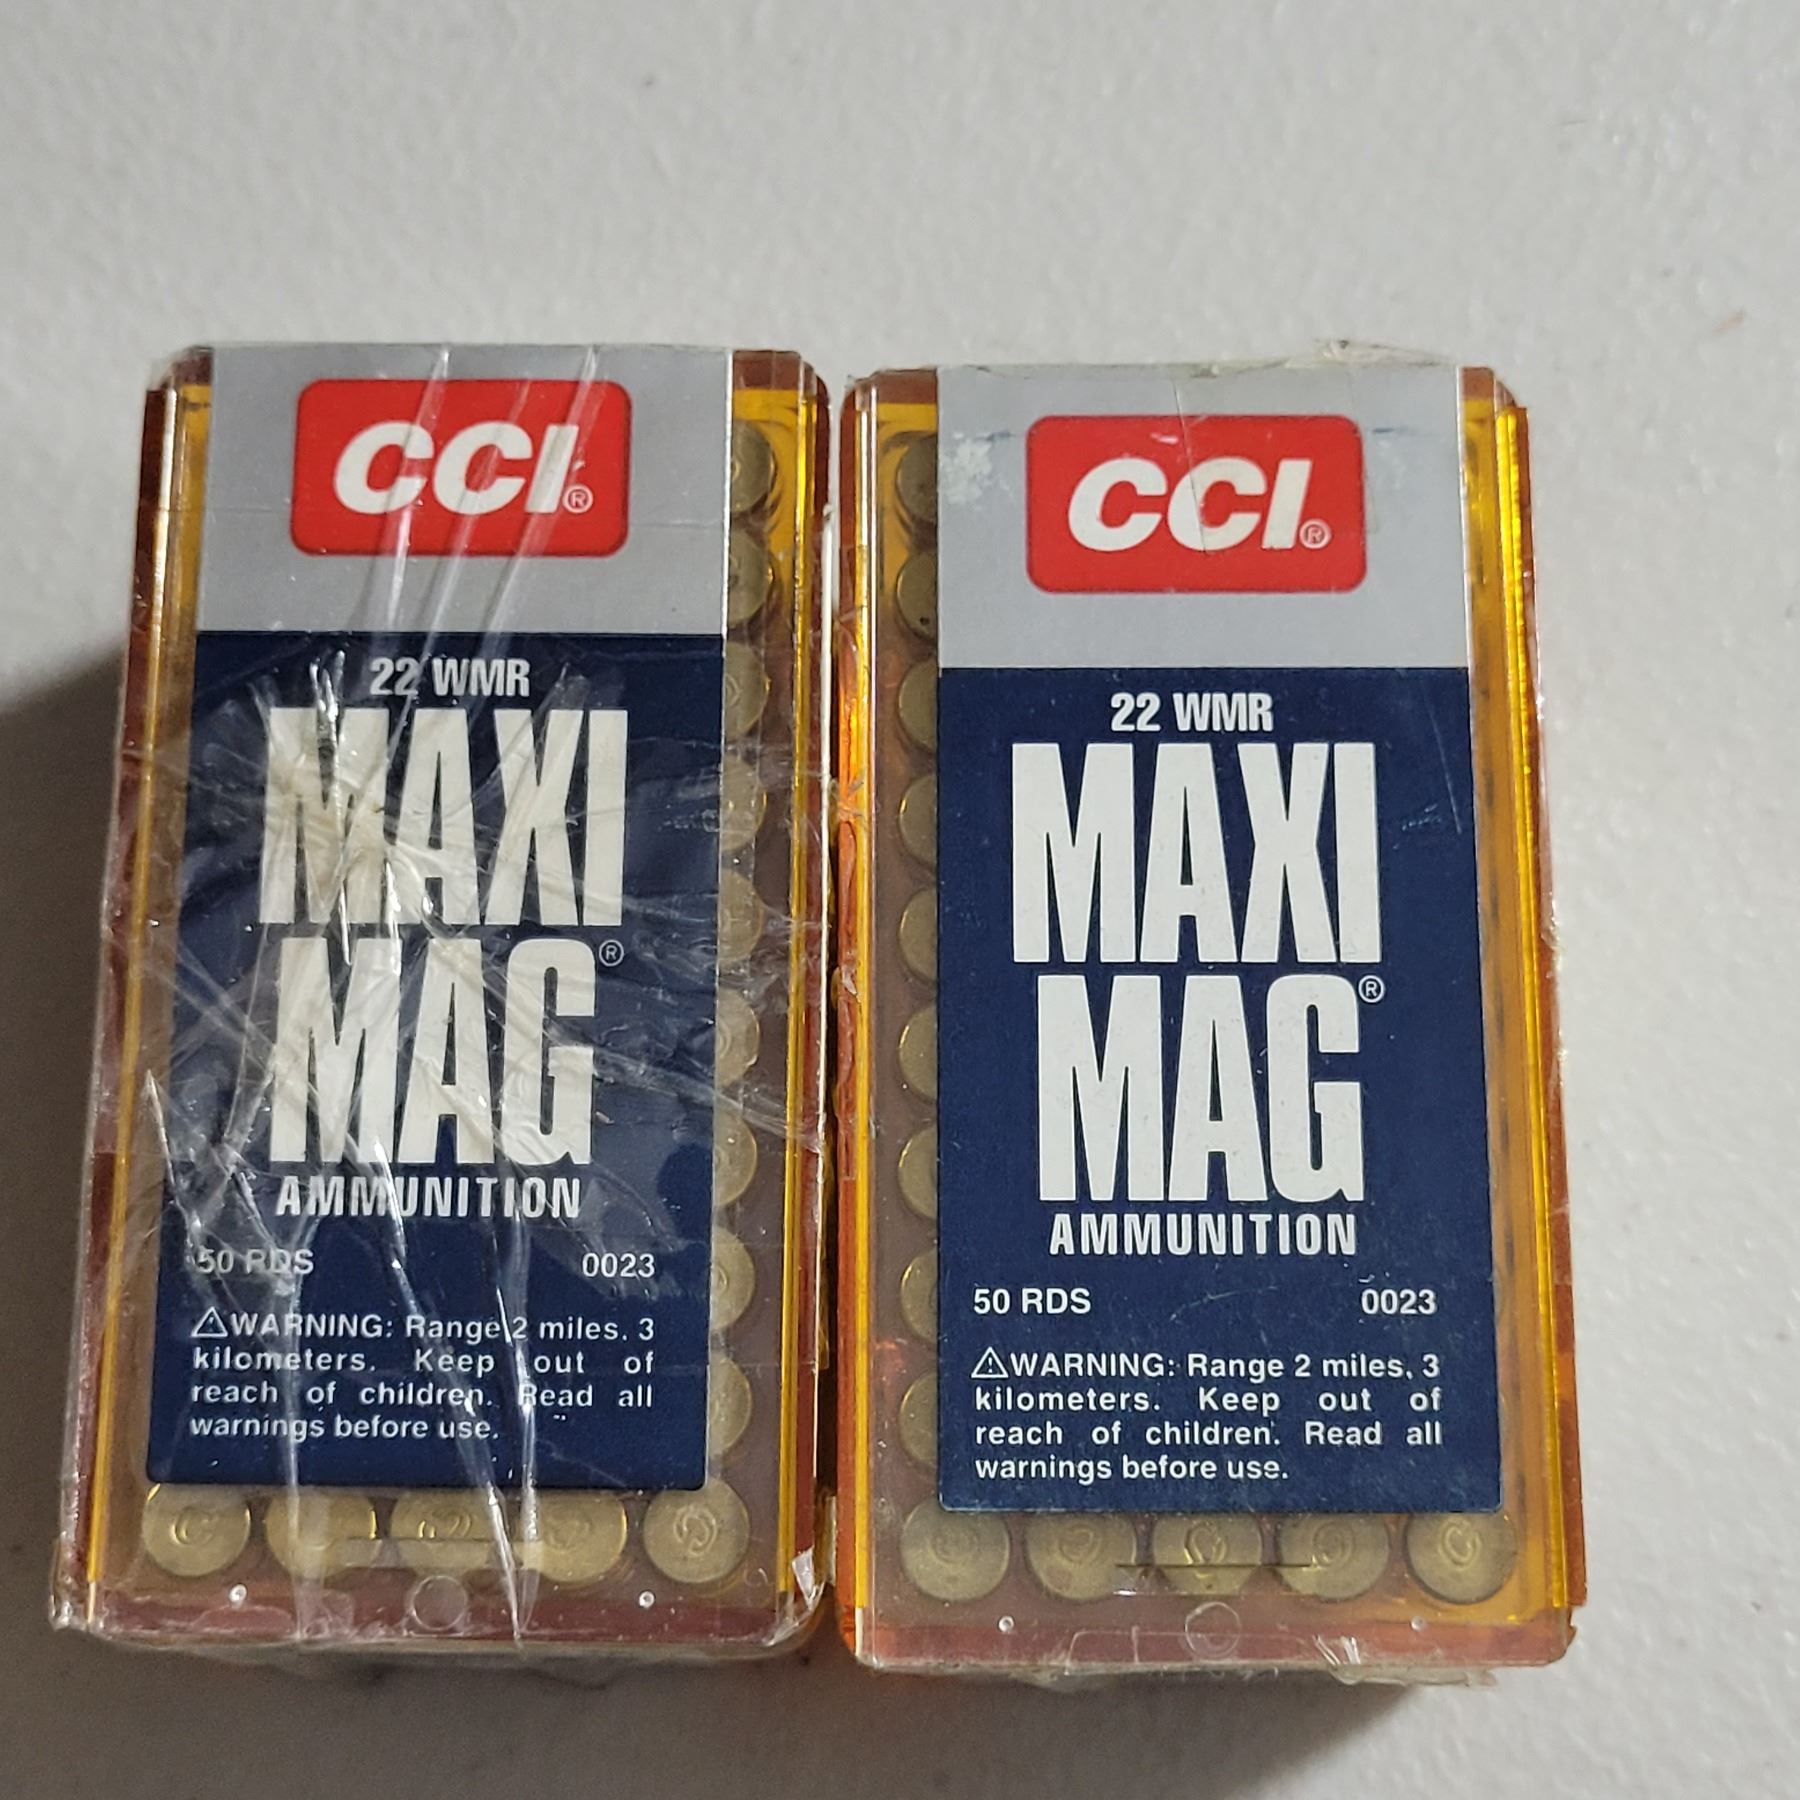 CCI®
22 WMR
MAXI
MAG®
AMMUNITION
50 RDS 0023
⚠WARNING: Range 2 miles, 3
kilometers. Keep out of
reach of children. Read all
warnings before use.
CCI®
22 WMR
MAXI
MAG®
AMMUNITION
50 RDS 0023
⚠WARNING: Range 2 miles, 3
kilometers. Keep out of
reach of children. Read all
warnings before use.